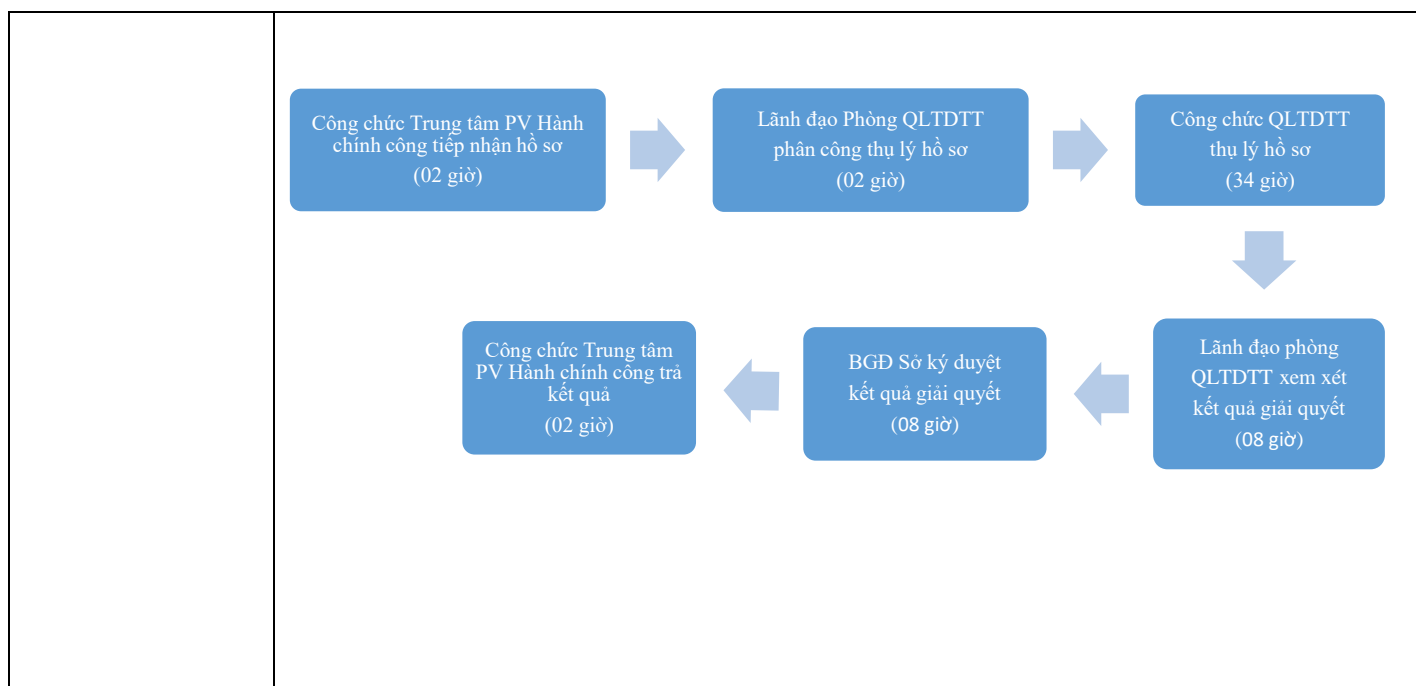 Công chức Trung tâm PV Hành
chính công tiếp nhận hồ sơ
(02 giờ)
Lãnh đạo Phòng QLTDTT
phân công thụ lý hồ sơ
(02 giờ)
Công chức QLTDTT
thụ lý hồ sơ
(34 giờ)
Lãnh đạo phòng
QLTDTT xem xét
kết quả giải quyết
(08 giờ)
BGĐ Sở ký duyệt
kết quả giải quyết
(08 giờ)
Công chức Trung tâm
PV Hành chính công trả
kết quả
(02 giờ)